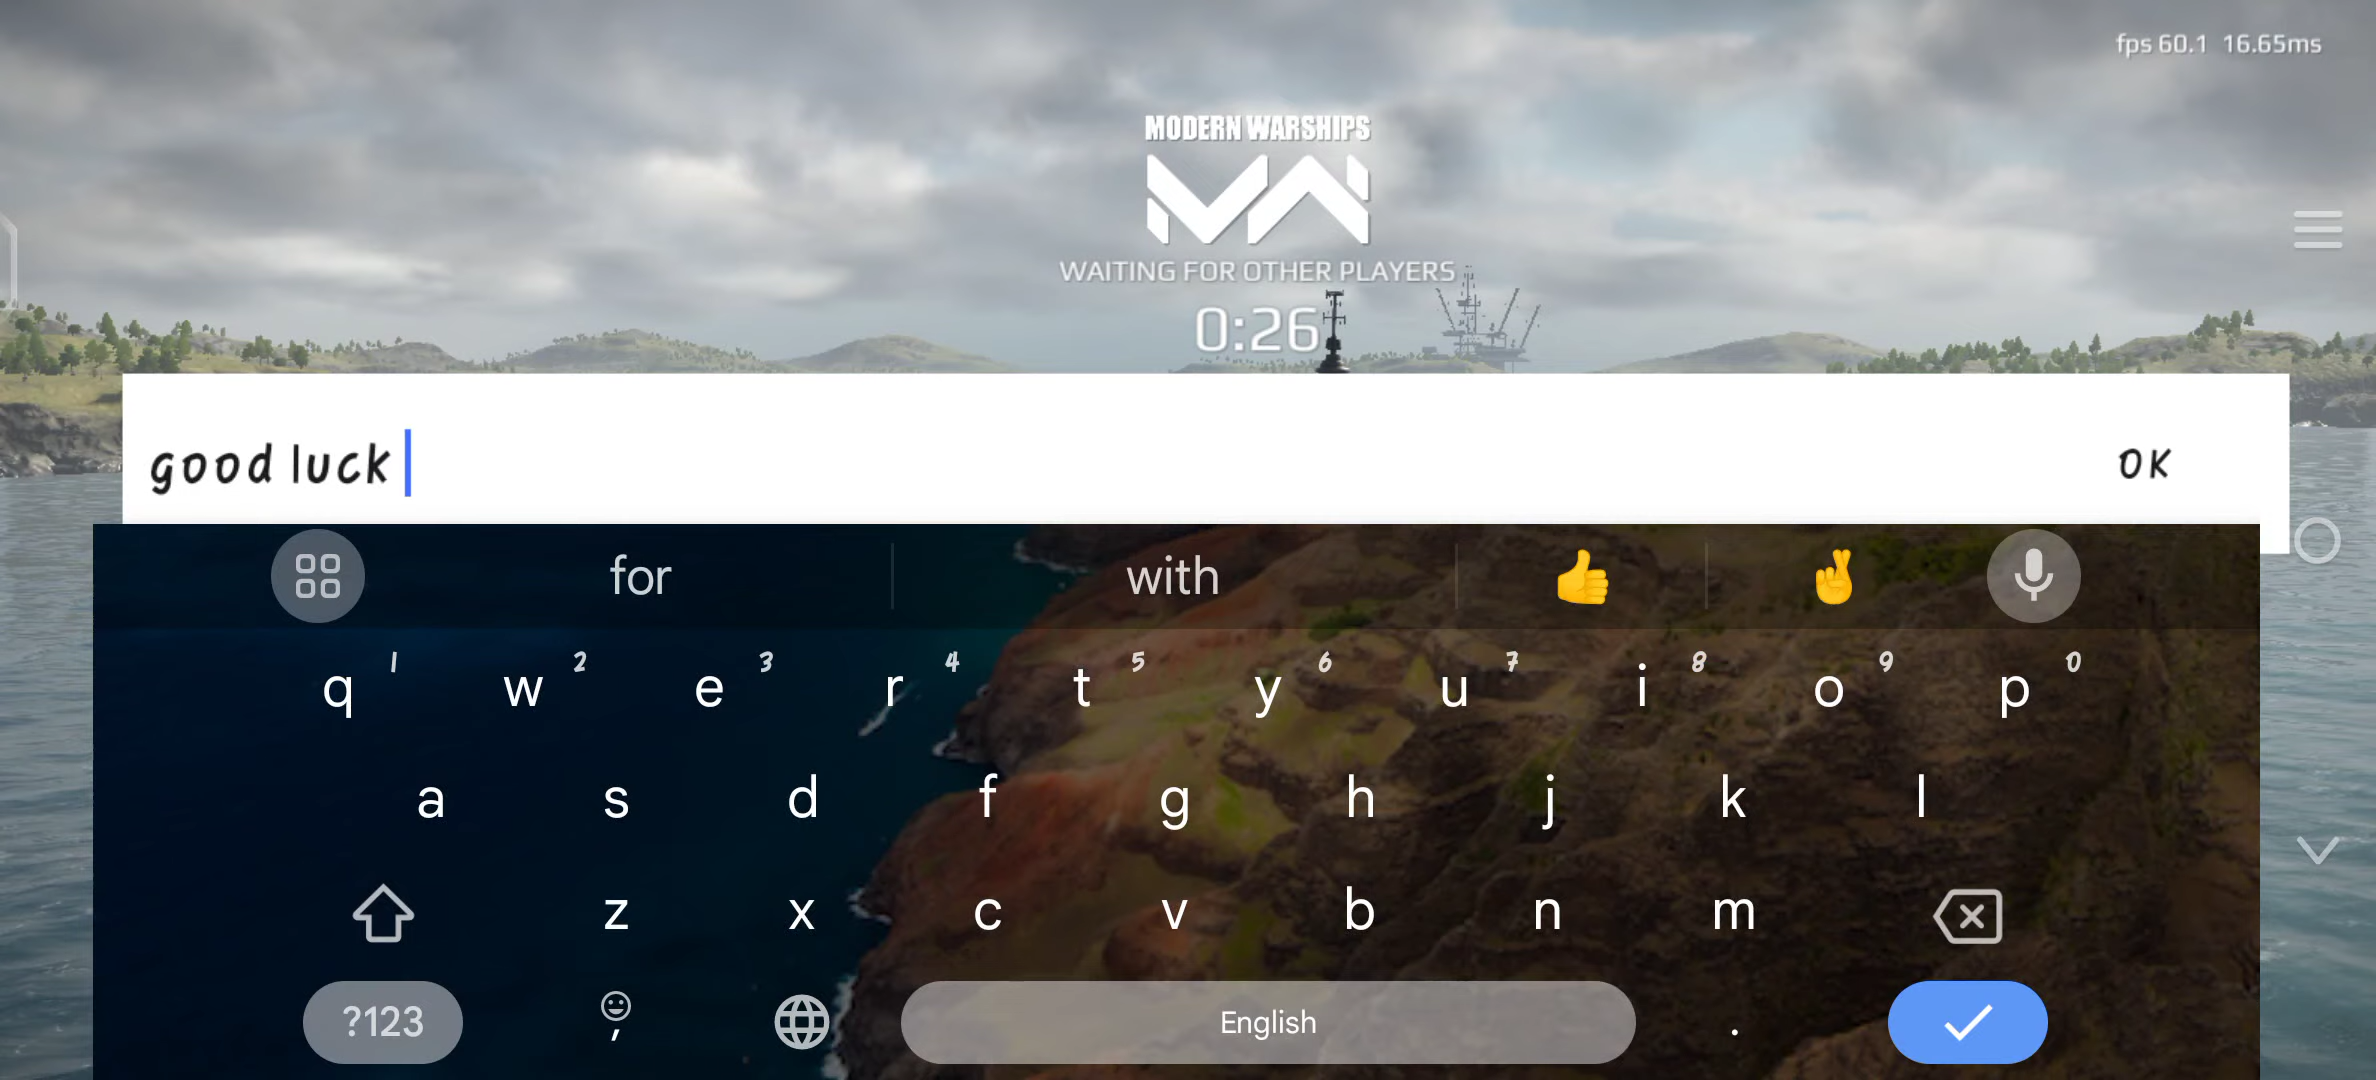 fps 60.1 16.65ms
MODERN WARSHIPS
WAITING FOR OTHER PLAYERS
0:26
good luck
OK
for with 👍 🤞
1 2 3 4 5 6 7 8 9 0
q w e r t y u i o p
a s d f g h j k l
z x c v b n m
?123 , English .